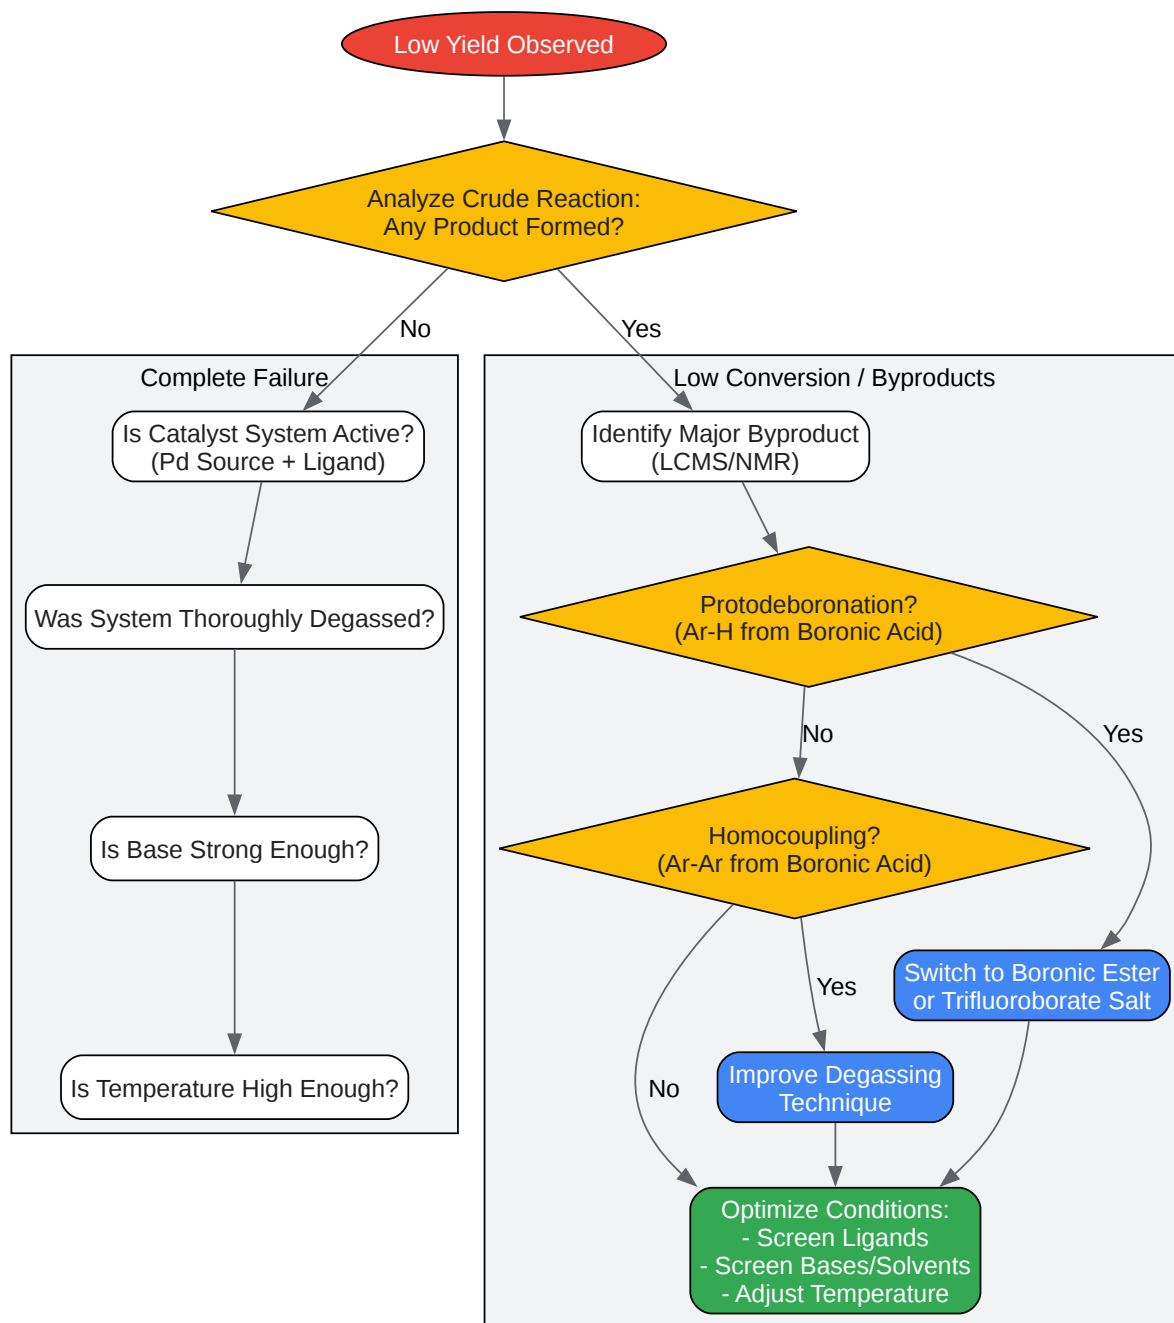 Low Yield Observed
Analyze Crude Reaction:
Any Product Formed?
No
Yes
Complete Failure
Is Catalyst System Active?
(Pd Source + Ligand)
Was System Thoroughly Degassed?
Is Base Strong Enough?
Is Temperature High Enough?
Low Conversion / Byproducts
Identify Major Byproduct
(LCMS/NMR)
Protodeboronation?
(Ar-H from Boronic Acid)
No
Yes
Homocoupling?
(Ar-Ar from Boronic Acid)
Switch to Boronic Ester
or Trifluoroborate Salt
Yes
No
Improve Degassing
Technique
Optimize Conditions:
- Screen Ligands
- Screen Bases/Solvents
- Adjust Temperature